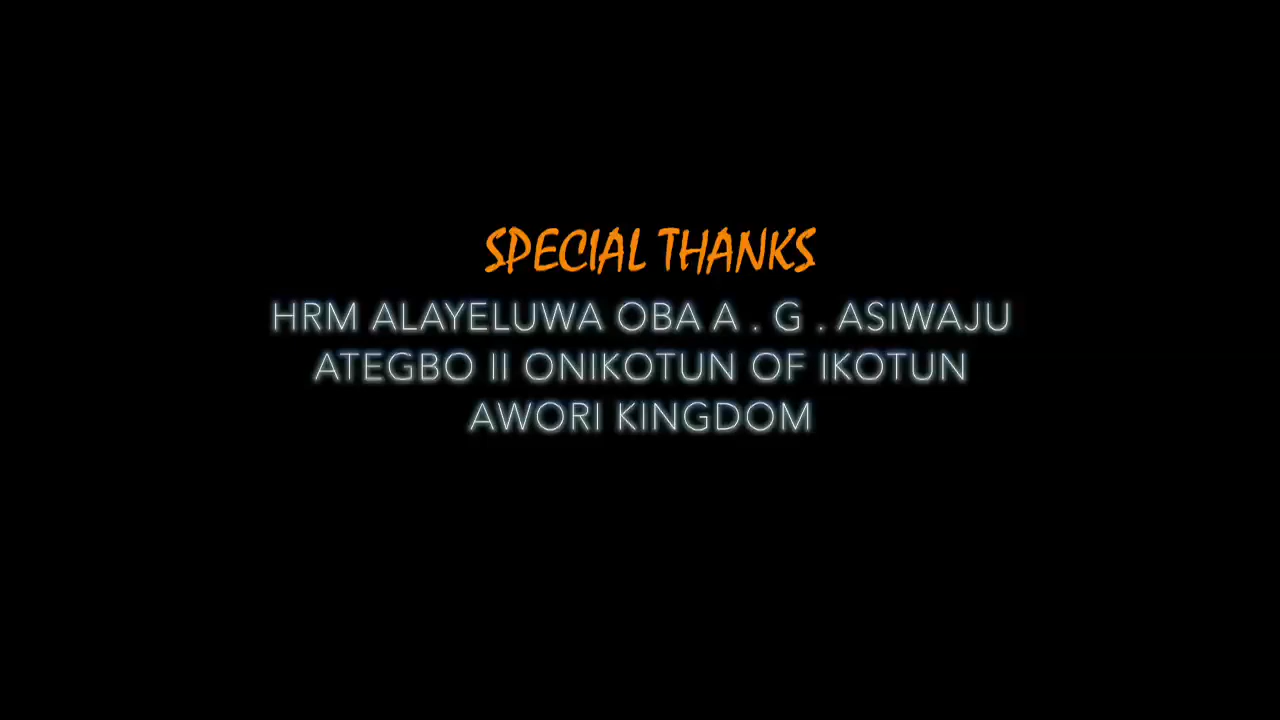 SPECIAL THANKS
HRM ALAYELUWA OBA A . G . ASIWAJU
ATEGBO II ONIKOTUN OF IKOTUN
AWORI KINGDOM